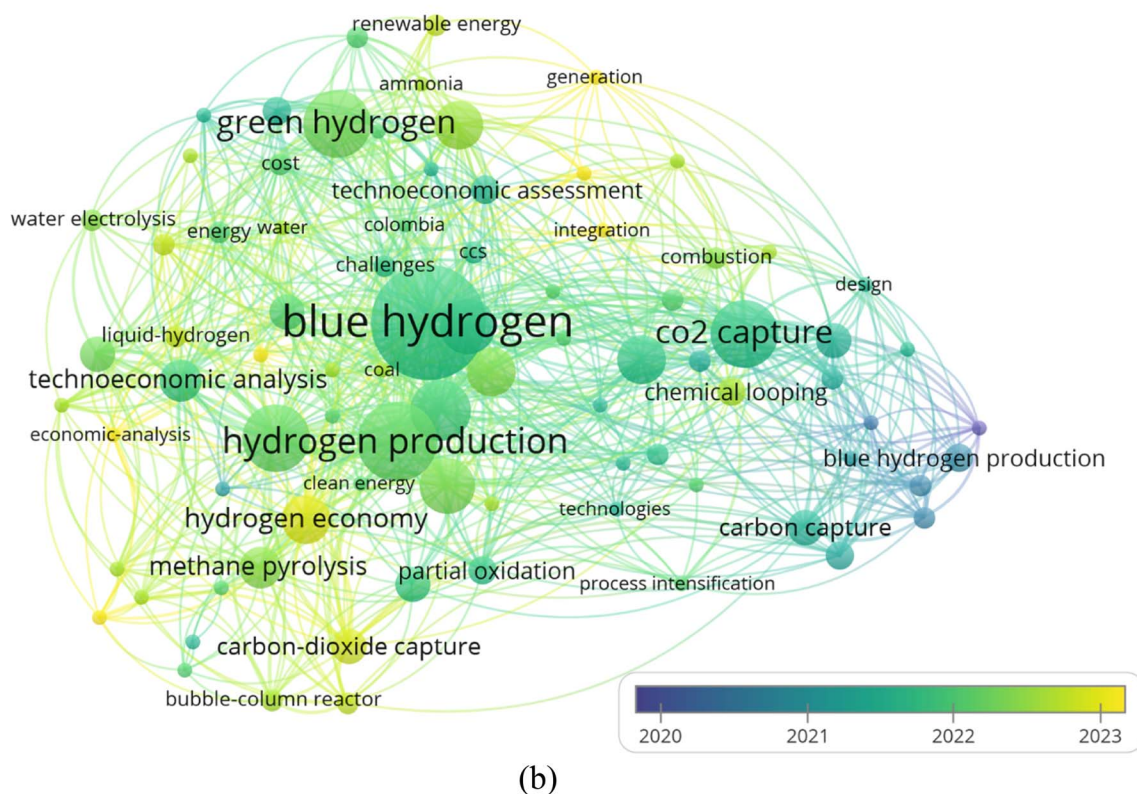 renewable energy
generation
ammonia
green hydrogen
cost
technoeconomic assessment
water electrolysis
energy
water
colombia
integration
ccs
combustion
challenges
design
blue hydrogen
co2 capture
liquid-hydrogen
coal
technoeconomic analysis
chemical looping
economic-analysis
hydrogen production
blue hydrogen production
clean energy
technologies
hydrogen economy
carbon capture
methane pyrolysis
partial oxidation
process intensification
carbon-dioxide capture
bubble-column reactor
2020 2021 2022 2023
(b)